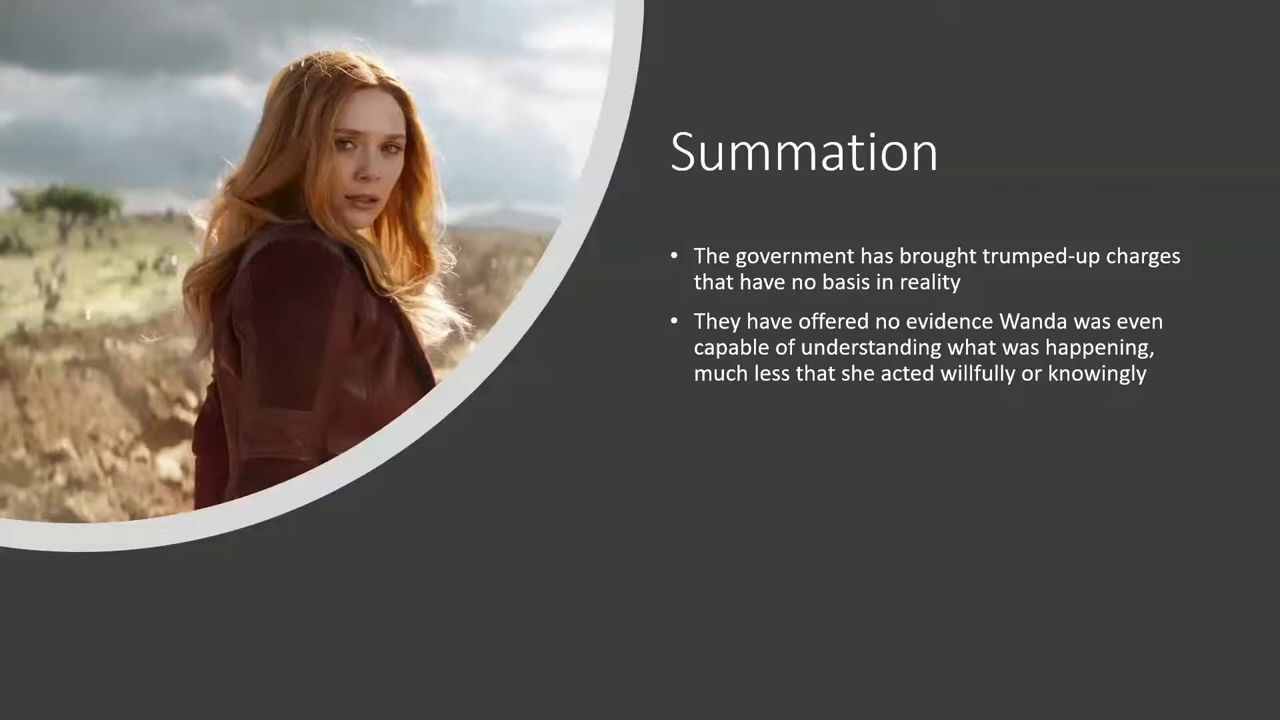 Summation
• The government has brought trumped-up charges
that have no basis in reality
• They have offered no evidence Wanda was even
capable of understanding what was happening,
much less that she acted willfully or knowingly